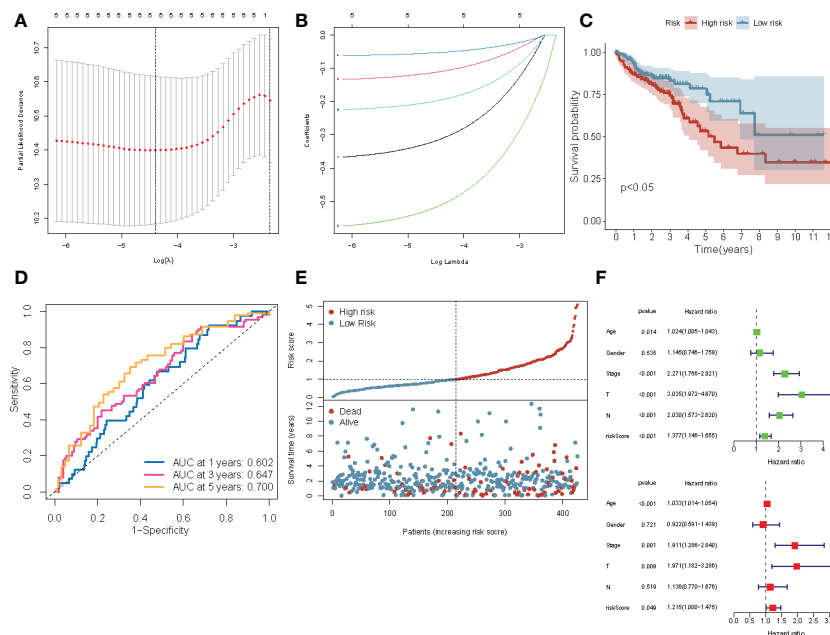 A
5 5 5 5 5 5 5 5 5 5 5 5 5 5 5 1
Partial Likelihood Deviance
10.7
10.6
10.5
10.4
10.3
10.2
-6 -5 -4 -3
Log(λ)
B
5 5 5 5
Coefficients
0.0
-0.1
-0.2
-0.3
-0.4
-0.5
-6 -5 -4 -3
Log Lambda
C
Risk High risk Low risk
Survival probability
1.00
0.75
0.50
0.25
0.00
p<0.05
0 1 2 3 4 5 6 7 8 9 10 11 12
Time(years)
D
Sensitivity
1.0
0.8
0.6
0.4
0.2
0.0
AUC at 1 years: 0.602
AUC at 3 years: 0.647
AUC at 5 years: 0.700
0.0 0.2 0.4 0.6 0.8 1.0
1-Specificity
E
High risk
Low Risk
Risk score
5
4
3
2
1
0
Dead
Alive
Survival time (years)
12
10
8
6
4
2
0
0 100 200 300 400
Patients (increasing risk socre)
F
pvalue Hazard ratio
Age 0.014 1.024(1.005-1.043)
Gender 0.535 1.145(0.746-1.759)
Stage <0.001 2.271(1.766-2.921)
T <0.001 3.035(1.972-4.670)
N <0.001 2.030(1.573-2.620)
riskScore <0.001 1.377(1.146-1.655)
0 1 2 3 4
Hazard ratio
pvalue Hazard ratio
Age <0.001 1.033(1.014-1.054)
Gender 0.721 0.922(0.591-1.439)
Stage 0.001 1.911(1.286-2.840)
T 0.009 1.971(1.182-3.286)
N 0.519 1.136(0.770-1.676)
riskScore 0.049 1.215(1.000-1.475)
0.0 0.5 1.0 1.5 2.0 2.5 3.0
Hazard ratio